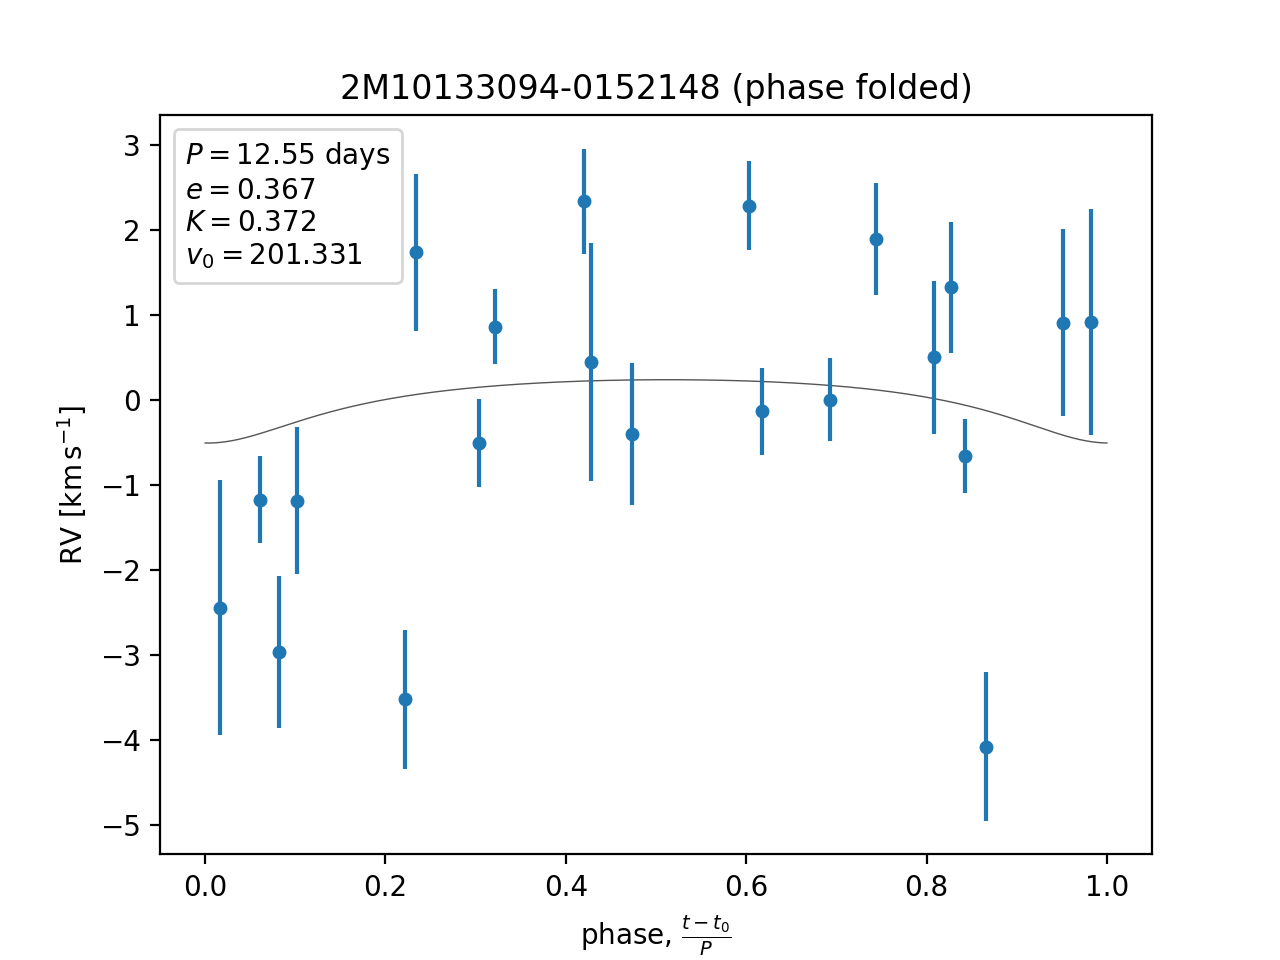 2M10133094-0152148 (phase folded)
P = 12.55 days
e = 0.367
K = 0.372
v₀ = 201.331
3
2
1
0
−1
−2
−3
−4
−5
RV [km s⁻¹]
0.0 0.2 0.4 0.6 0.8 1.0
phase, (t − t₀)/P